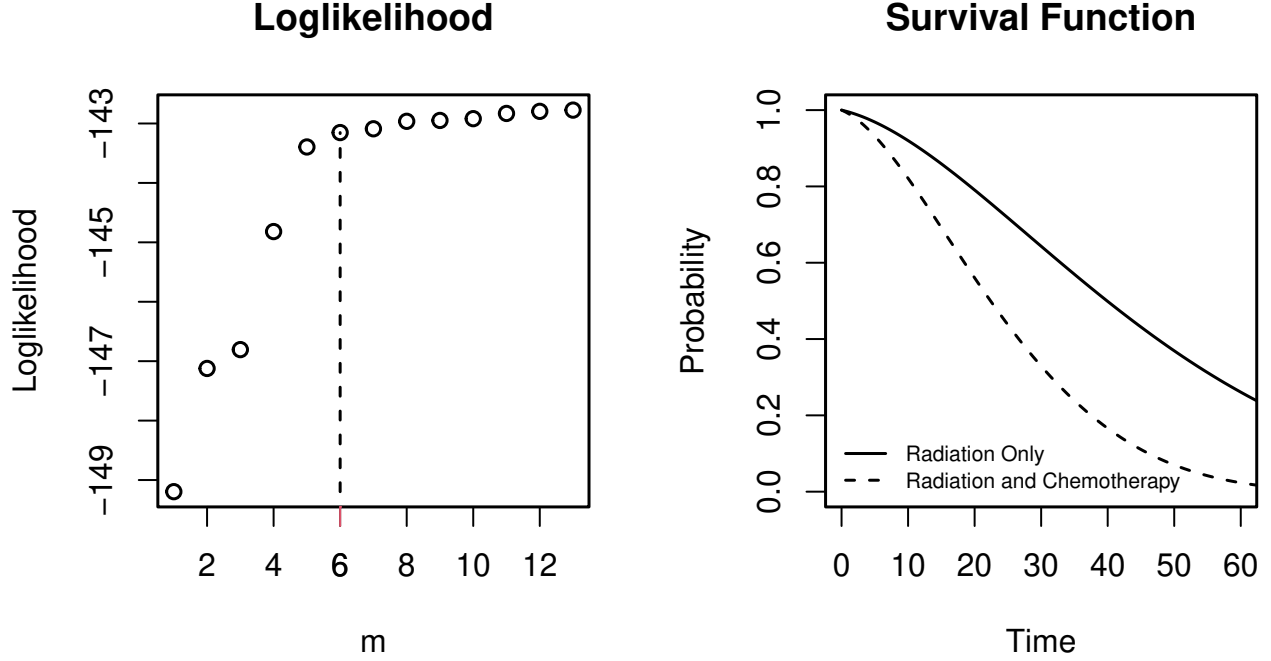 Loglikelihood
Loglikelihood
−143
−145
−147
−149
2 4 6 8 10 12
m
Survival Function
Probability
1.0
0.8
0.6
0.4
0.2
0.0
Radiation Only
Radiation and Chemotherapy
0 10 20 30 40 50 60
Time